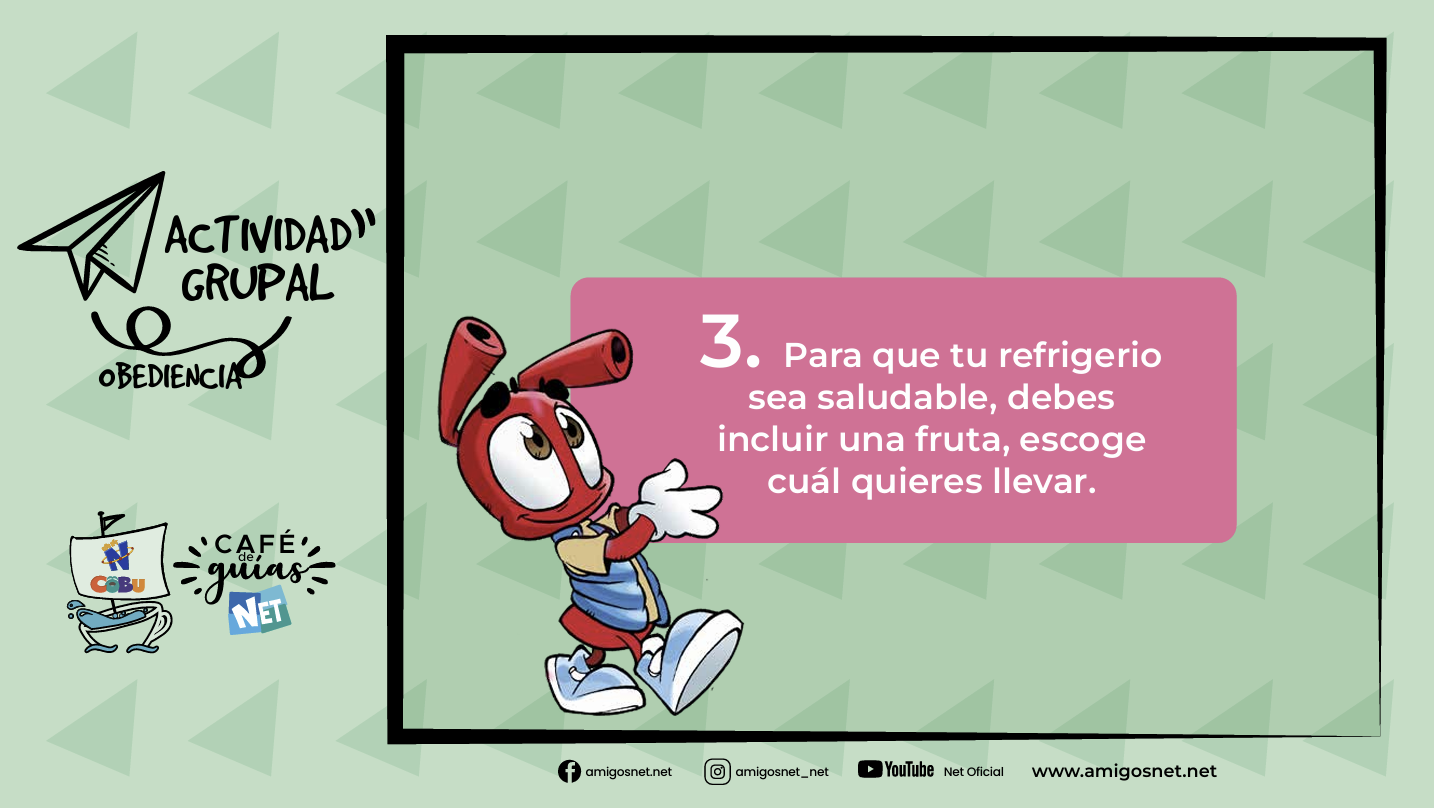 ACTIVIDAD
GRUPAL
OBEDIENCIA
N
COBU
CAFÉ
de
guías
NET
3. Para que tu refrigerio
sea saludable, debes
incluir una fruta, escoge
cuál quieres llevar.
amigosnet.net
amigosnet_net
YouTube Net Oficial
www.amigosnet.net